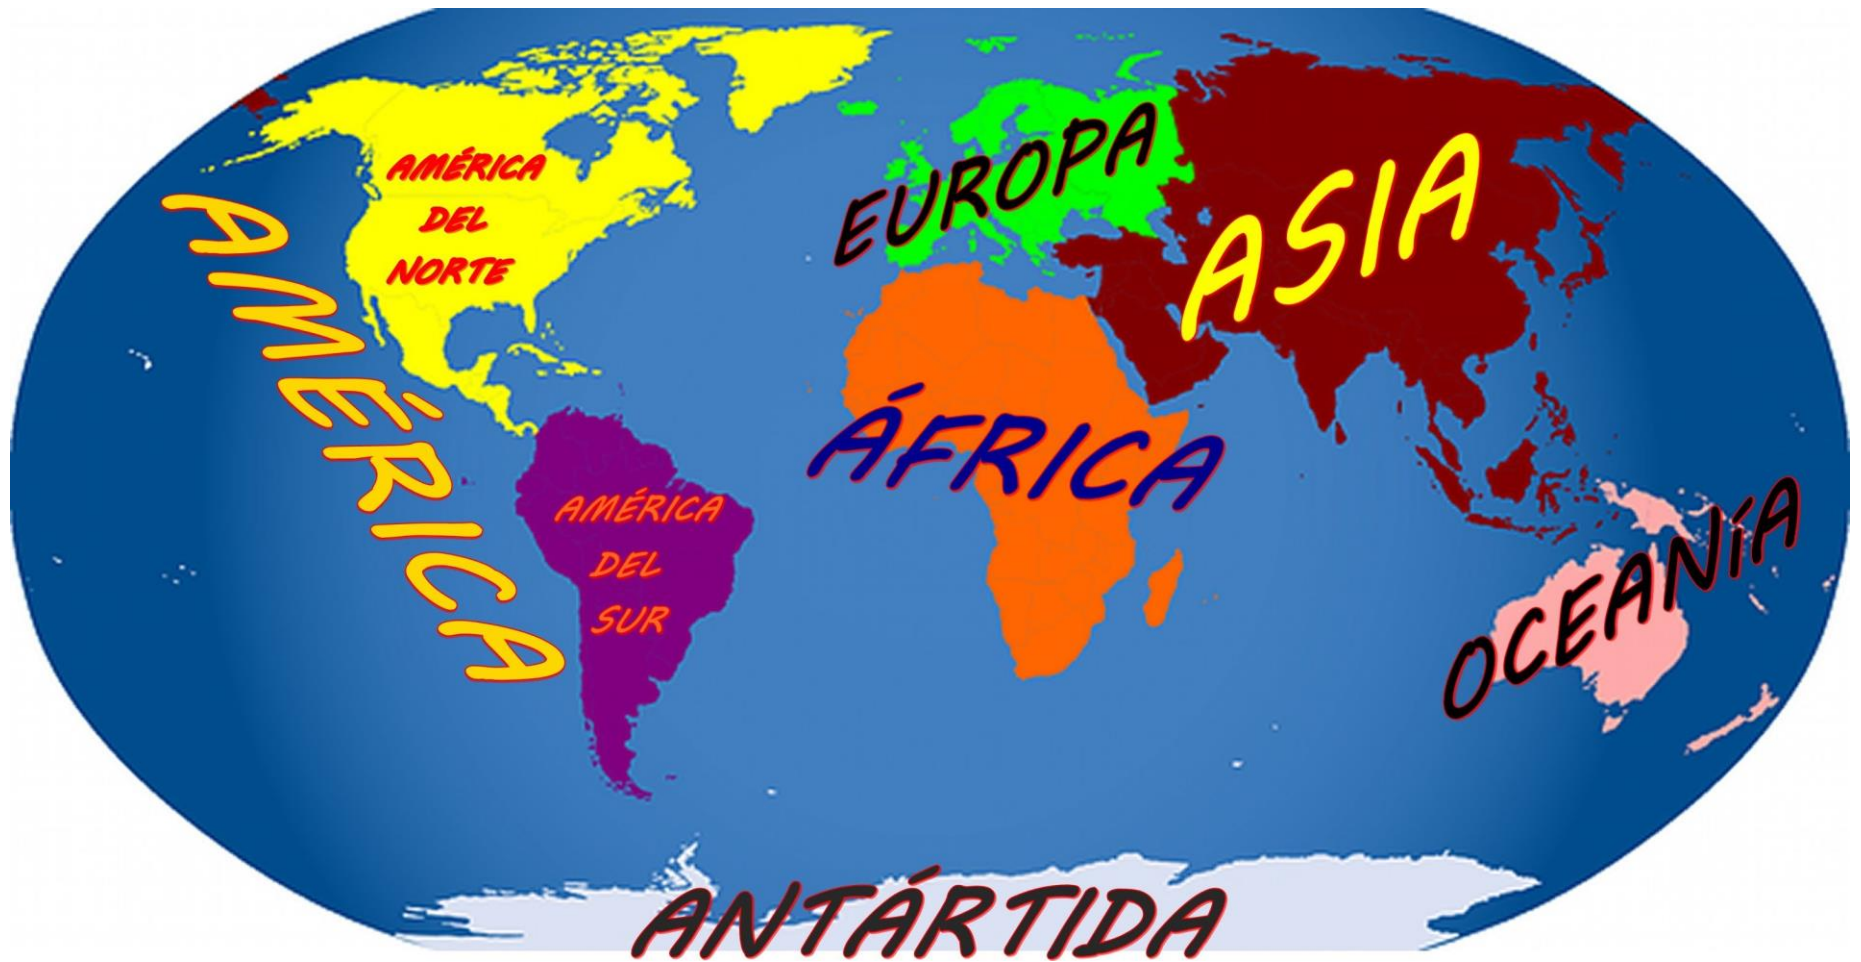 AMÉRICA
DEL
NORTE
AMÉRICA
EUROPA
ASIA
ÁFRICA
AMÉRICA
DEL
SUR
OCEANíA
ANTÁRTIDA